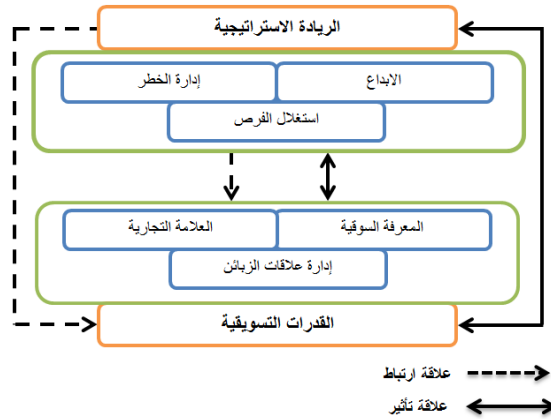 الريادة الاستراتيجية
الابداع
إدارة الخطر
استغلال الفرص
المعرفة السوقية
العلامة التجارية
إدارة علاقات الزبائن
القدرات التسويقية
علاقة ارتباط
علاقة تأثير